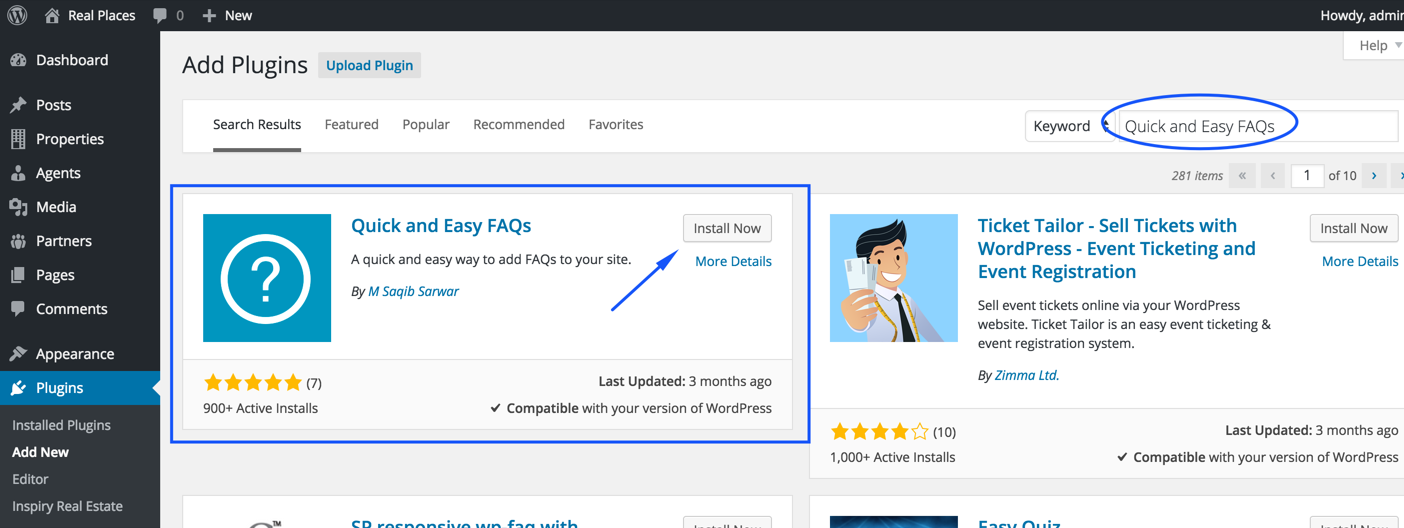 Real Places 0 New
Howdy, admin
Help
Dashboard
Posts
Properties
Agents
Media
Partners
Pages
Comments
Appearance
Plugins
Installed Plugins
Add New
Editor
Inspiry Real Estate
Add Plugins Upload Plugin
Search Results Featured Popular Recommended Favorites
Keyword Quick and Easy FAQs
281 items « ‹ 1 of 10 ›
?
Quick and Easy FAQs
Install Now
A quick and easy way to add FAQs to your site.
More Details
By M Saqib Sarwar
(7)
Last Updated: 3 months ago
900+ Active Installs
Compatible with your version of WordPress
Ticket Tailor - Sell Tickets with
WordPress - Event Ticketing and
Event Registration
Install Now
More Details
Sell event tickets online via your WordPress
website. Ticket Tailor is an easy event ticketing &
event registration system.
By Zimma Ltd.
(10)
Last Updated: 3 months ago
1,000+ Active Installs
Compatible with your version of WordPress
TM
SP responsive wp-faq with
Install Now
Easy Quiz
Install Now